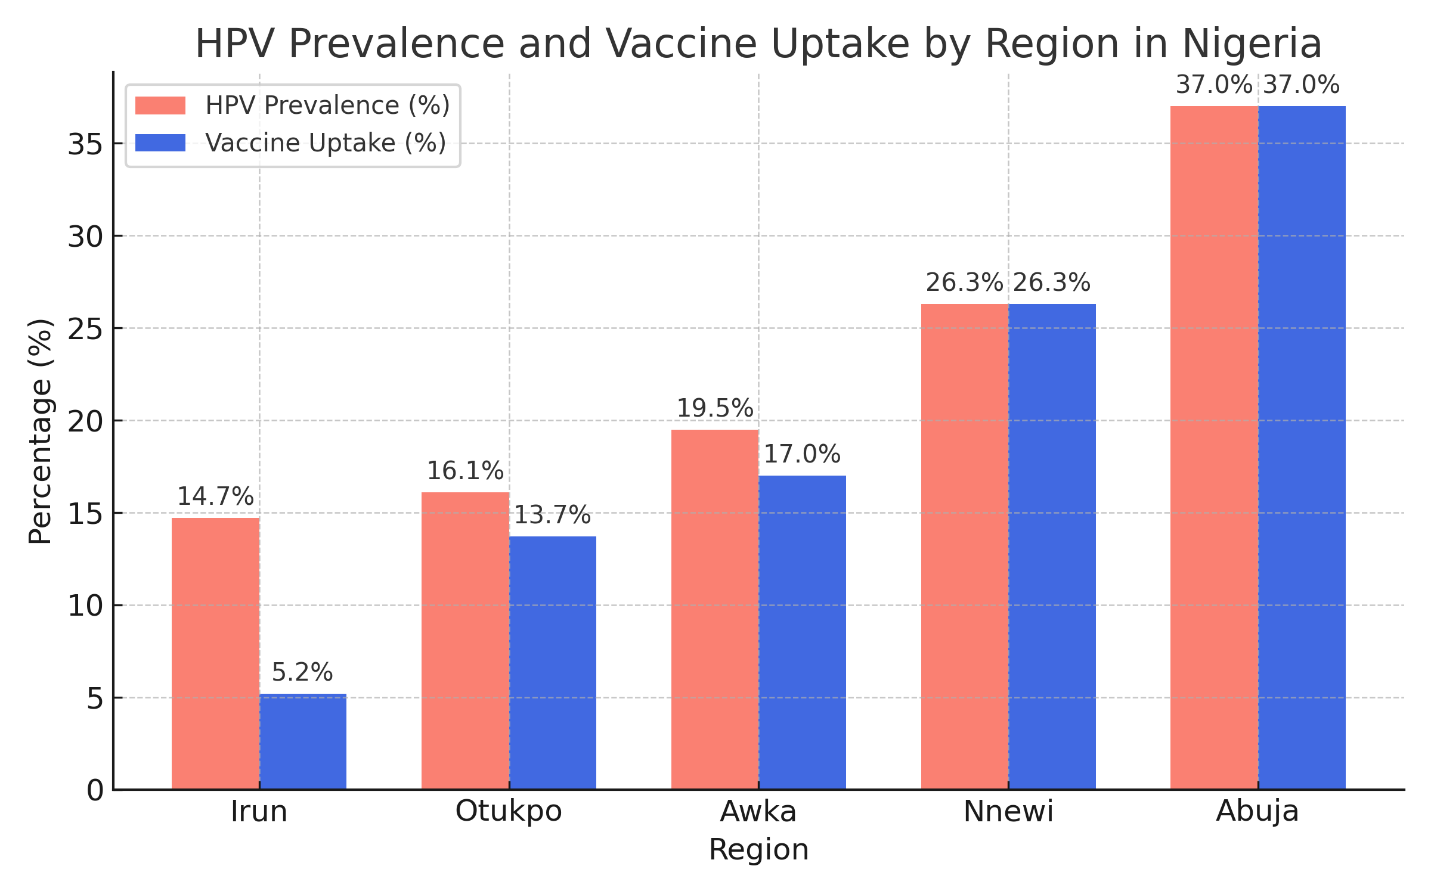 HPV Prevalence and Vaccine Uptake by Region in Nigeria
HPV Prevalence (%)
Vaccine Uptake (%)
Percentage (%)
35
30
25
20
15
10
5
0
14.7%
5.2%
16.1%
13.7%
19.5%
17.0%
26.3%
26.3%
37.0%
37.0%
Irun
Otukpo
Awka
Nnewi
Abuja
Region